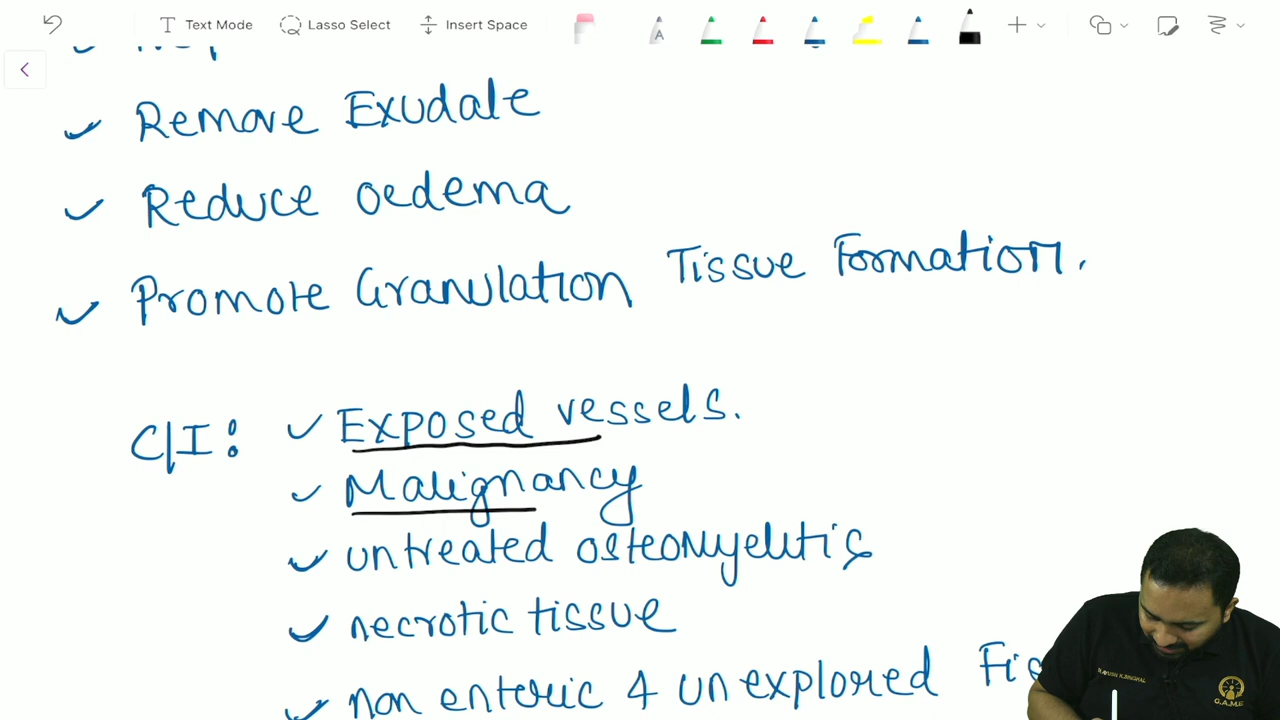 Text Mode Lasso Select Insert Space
A
✓ Remove Exudate
✓ Reduce oedema
✓ Promote Granulation Tissue Formation.
C/I: ✓ Exposed vessels.
✓ Malignancy
✓ untreated osteomyelitis
✓ necrotic tissue
✓ non enteric & unexplored Fis
G.A.M.E